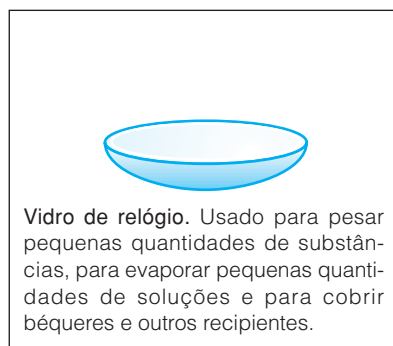 Vidro de relógio. Usado para pesar
pequenas quantidades de substân-
cias, para evaporar pequenas quanti-
dades de soluções e para cobrir
béqueres e outros recipientes.